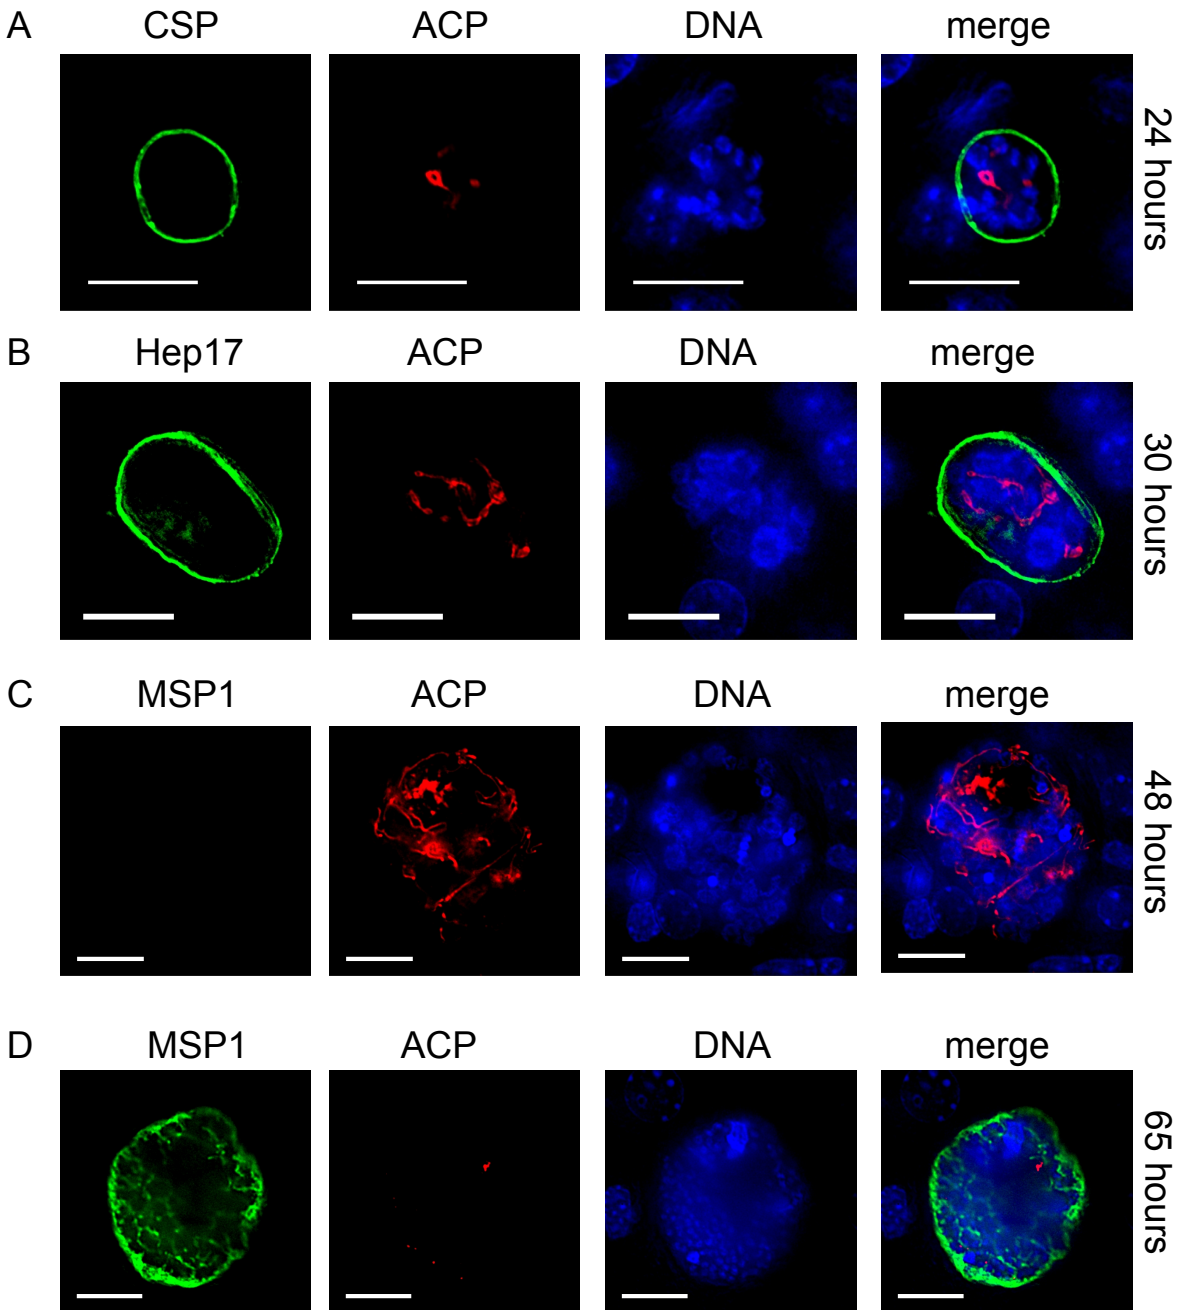 A CSP ACP DNA merge
24 hours
B Hep17 ACP DNA merge
30 hours
C MSP1 ACP DNA merge
48 hours
D MSP1 ACP DNA merge
65 hours